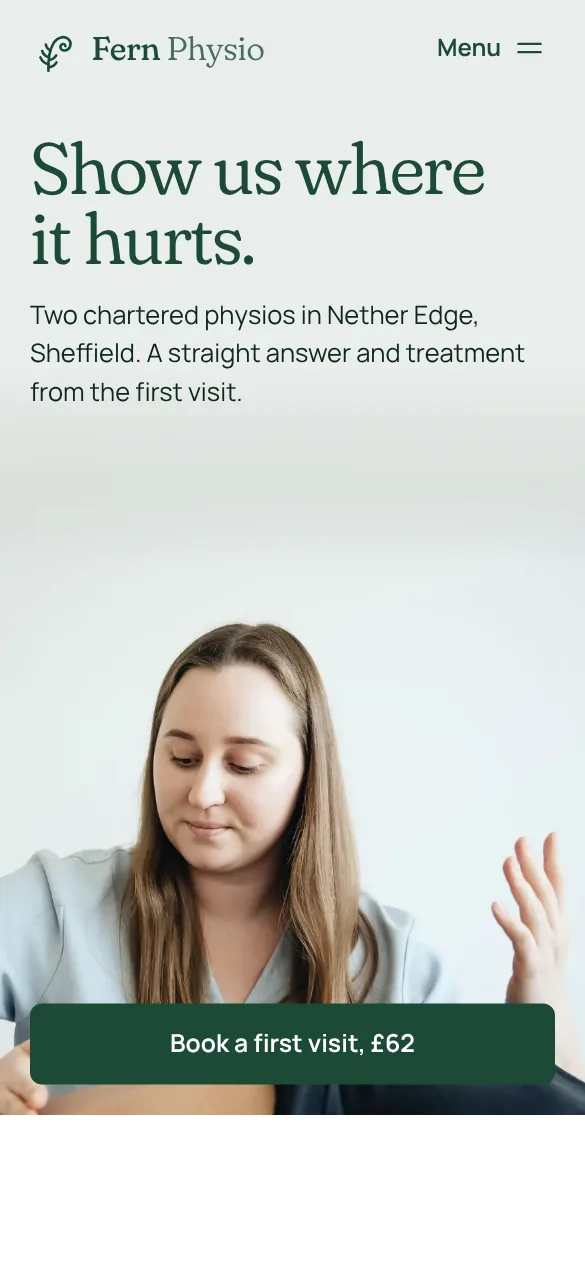 Fern Physio
Menu
Show us where
it hurts.
Two chartered physios in Nether Edge,
Sheffield. A straight answer and treatment
from the first visit.
Book a first visit, £62